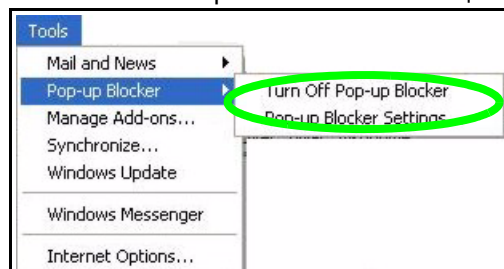 Tools
Mail and News
Pop-up Blocker
Turn Off Pop-up Blocker
Pop-up Blocker Settings
Manage Add-ons...
Synchronize...
Windows Update
Windows Messenger
Internet Options...